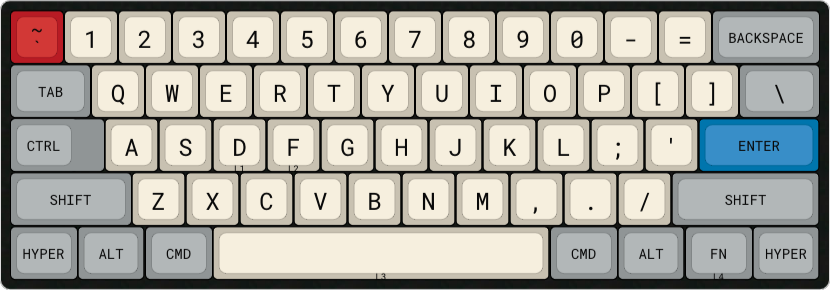 ~
` 1 2 3 4 5 6 7 8 9 0 - = BACKSPACE
TAB Q W E R T Y U I O P [ ] \
CTRL A S D F G H J K L ; ' ENTER
L1 L2
SHIFT Z X C V B N M , . / SHIFT
HYPER ALT CMD CMD ALT FN HYPER
L3 L4